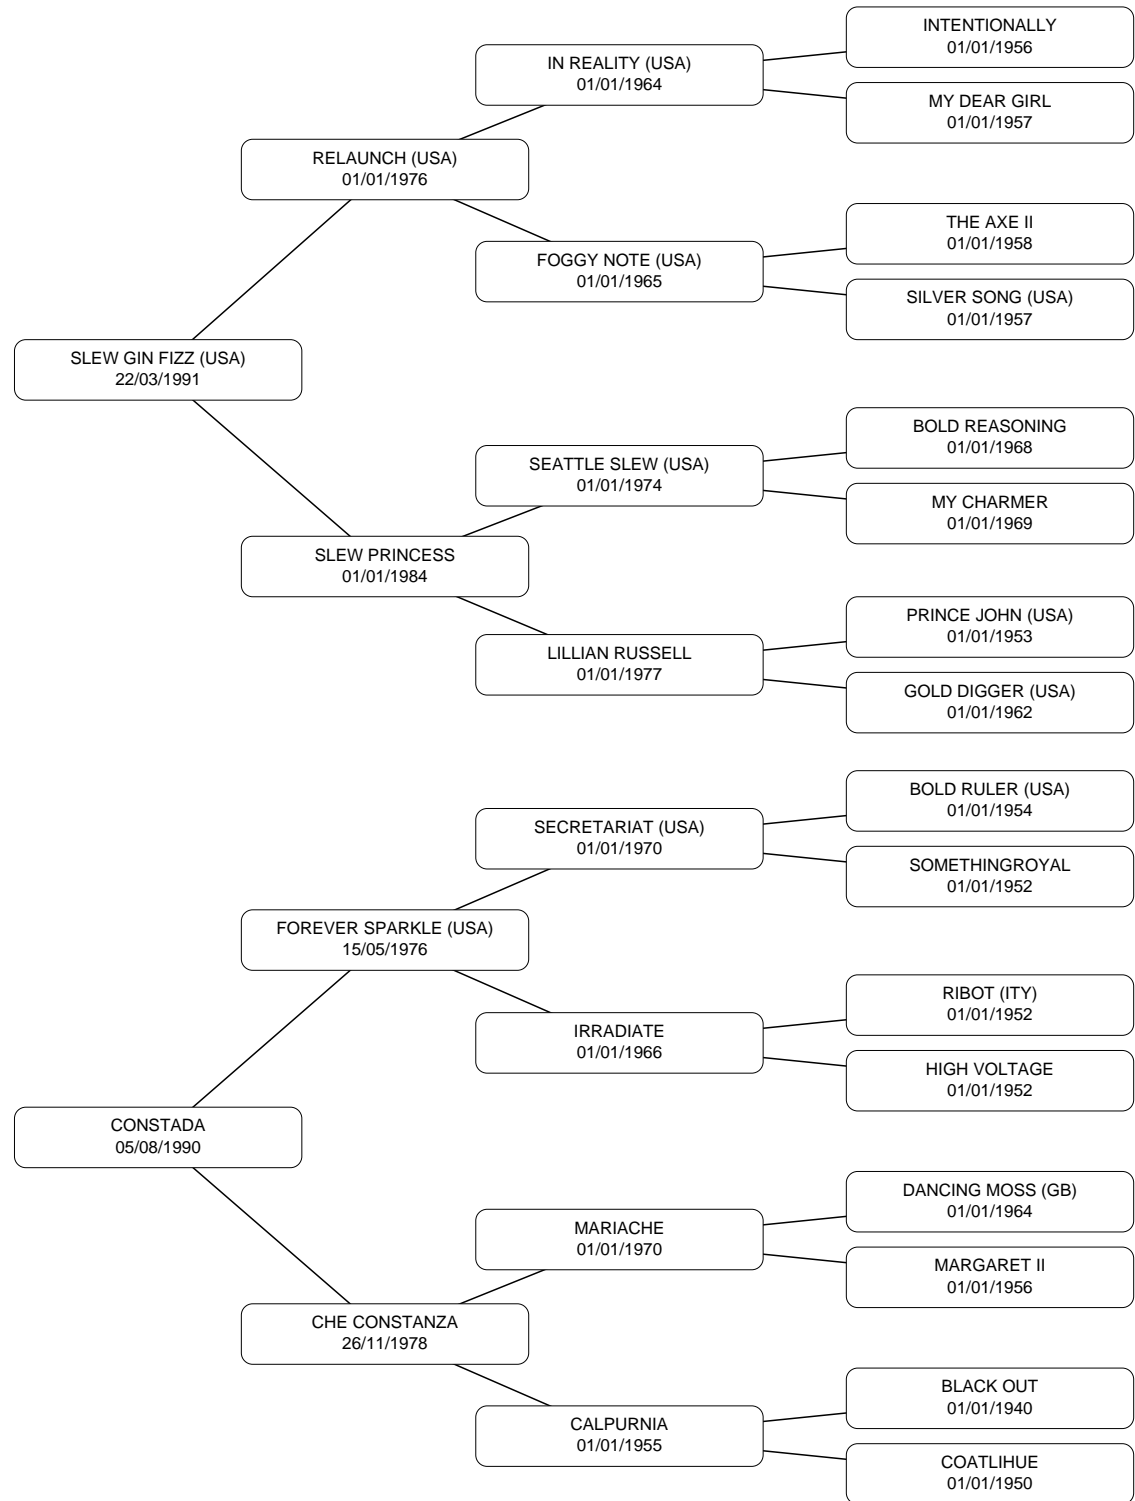 INTENTIONALLY
01/01/1956
IN REALITY (USA)
01/01/1964
MY DEAR GIRL
01/01/1957
RELAUNCH (USA)
01/01/1976
THE AXE II
01/01/1958
FOGGY NOTE (USA)
01/01/1965
SILVER SONG (USA)
01/01/1957
SLEW GIN FIZZ (USA)
22/03/1991
BOLD REASONING
01/01/1968
SEATTLE SLEW (USA)
01/01/1974
MY CHARMER
01/01/1969
SLEW PRINCESS
01/01/1984
PRINCE JOHN (USA)
01/01/1953
LILLIAN RUSSELL
01/01/1977
GOLD DIGGER (USA)
01/01/1962
BOLD RULER (USA)
01/01/1954
SECRETARIAT (USA)
01/01/1970
SOMETHINGROYAL
01/01/1952
FOREVER SPARKLE (USA)
15/05/1976
RIBOT (ITY)
01/01/1952
IRRADIATE
01/01/1966
HIGH VOLTAGE
01/01/1952
CONSTADA
05/08/1990
DANCING MOSS (GB)
01/01/1964
MARIACHE
01/01/1970
MARGARET II
01/01/1956
CHE CONSTANZA
26/11/1978
BLACK OUT
01/01/1940
CALPURNIA
01/01/1955
COATLIHUE
01/01/1950